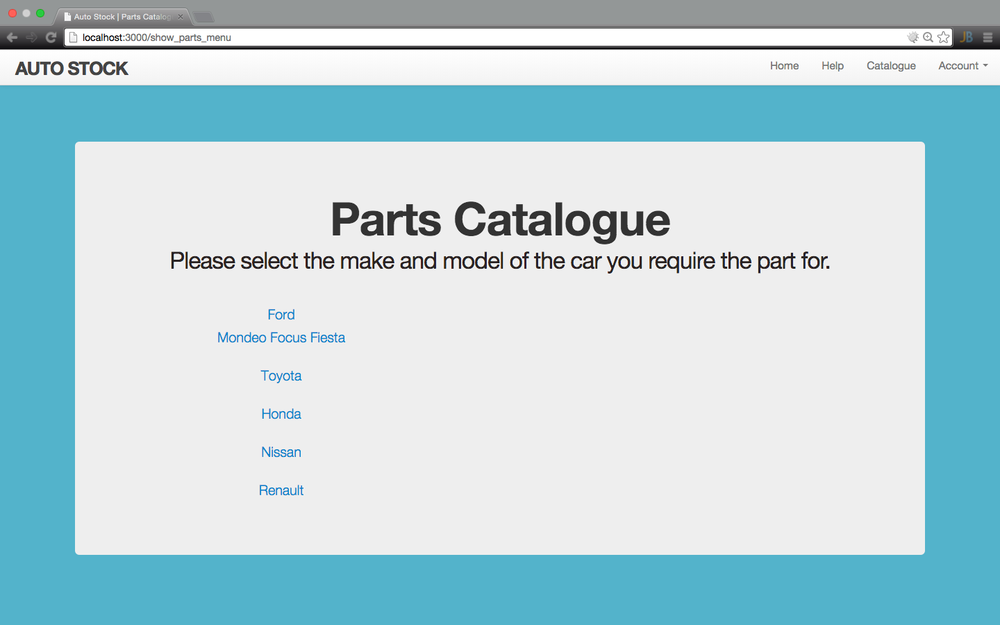 Auto Stock | Parts Catalog
localhost:3000/show_parts_menu
JB
AUTO STOCK
Home Help Catalogue Account
Parts Catalogue
Please select the make and model of the car you require the part for.
Ford
Mondeo Focus Fiesta
Toyota
Honda
Nissan
Renault